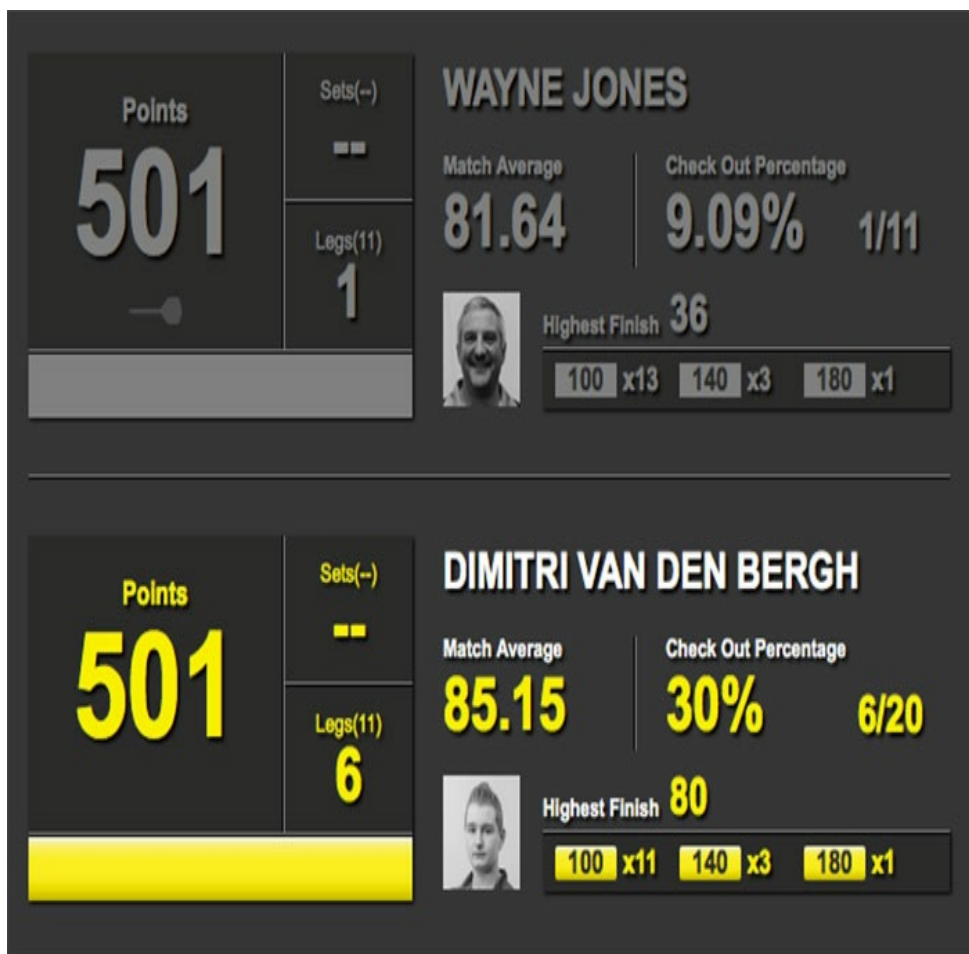 WAYNE JONES
Points
501
Sets(--)
--
Legs(11)
1
Match Average
81.64
Check Out Percentage
9.09% 1/11
Highest Finish 36
100 x13 140 x3 180 x1
DIMITRI VAN DEN BERGH
Points
501
Sets(--)
--
Legs(11)
6
Match Average
85.15
Check Out Percentage
30% 6/20
Highest Finish 80
100 x11 140 x3 180 x1